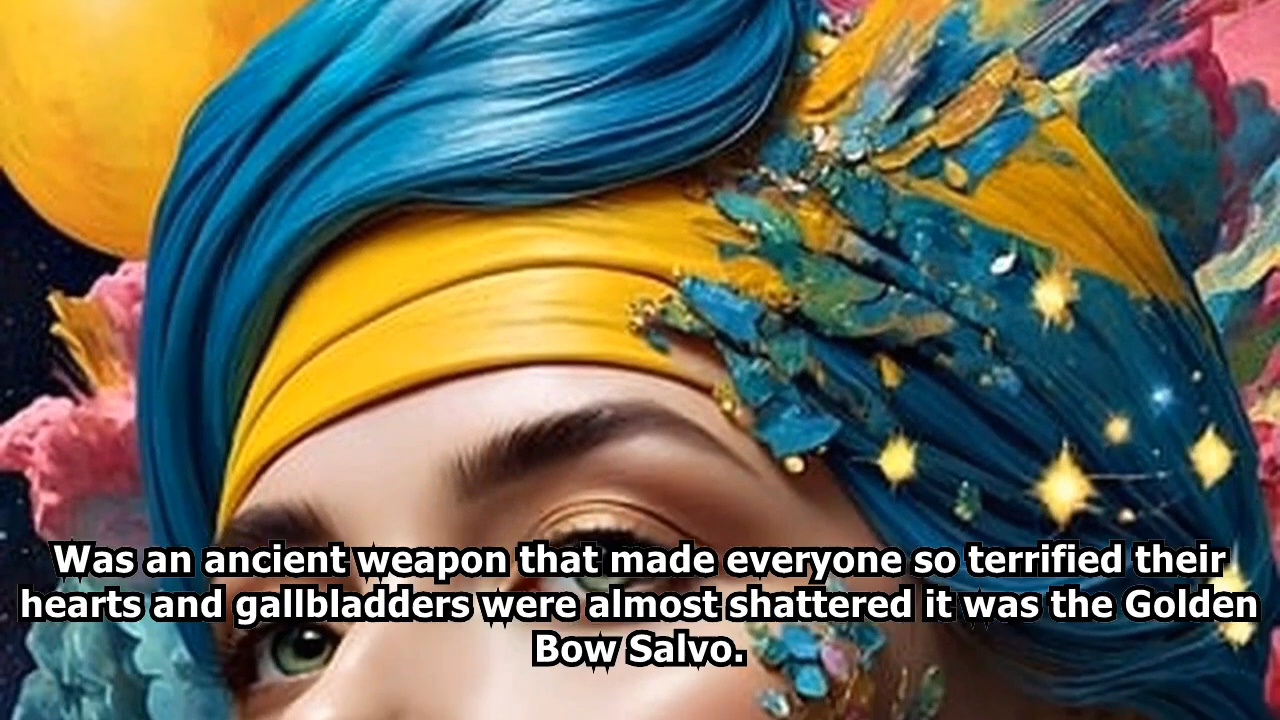 Was an ancient weapon that made everyone so terrified their
hearts and gallbladders were almost shattered it was the Golden
Bow Salvo.